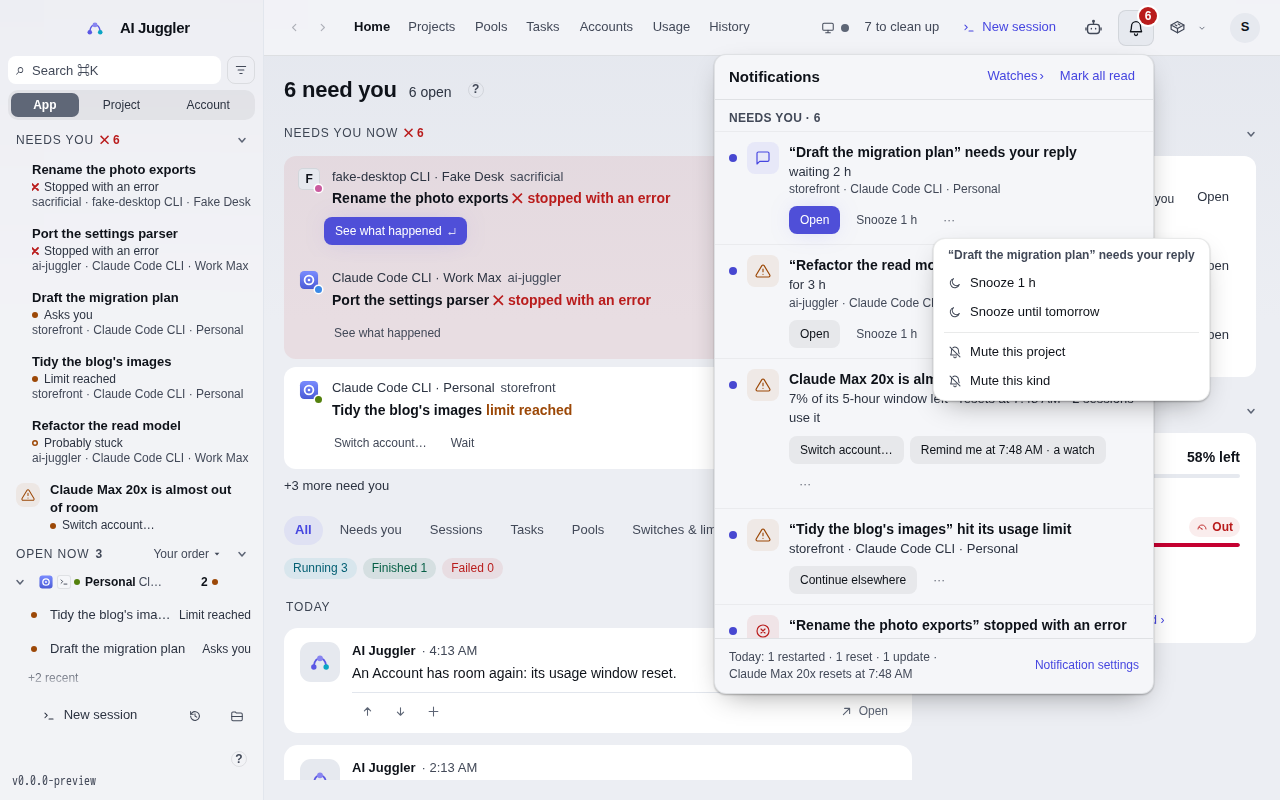 AI Juggler
Search ⌘K
App Project Account
NEEDS YOU 6
Rename the photo exports
Stopped with an error
sacrificial · fake-desktop CLI · Fake Desk
Port the settings parser
Stopped with an error
ai-juggler · Claude Code CLI · Work Max
Draft the migration plan
Asks you
storefront · Claude Code CLI · Personal
Tidy the blog's images
Limit reached
storefront · Claude Code CLI · Personal
Refactor the read model
Probably stuck
ai-juggler · Claude Code CLI · Work Max
Claude Max 20x is almost out
of room
Switch account…
OPEN NOW 3 Your order
Personal Cl… 2
Tidy the blog's ima… Limit reached
Draft the migration plan Asks you
+2 recent
New session
?
v0.0.0-preview
Home Projects Pools Tasks Accounts Usage History
7 to clean up New session 6 S
6 need you 6 open ?
NEEDS YOU NOW 6
F fake-desktop CLI · Fake Desk sacrificial
Rename the photo exports stopped with an error
See what happened
Claude Code CLI · Work Max ai-juggler
Port the settings parser stopped with an error
See what happened
Claude Code CLI · Personal storefront
Tidy the blog's images limit reached
Switch account… Wait
+3 more need you
All Needs you Sessions Tasks Pools Switches & lim
Running 3 Finished 1 Failed 0
TODAY
AI Juggler · 4:13 AM
An Account has room again: its usage window reset.
Open
AI Juggler · 2:13 AM
Notifications Watches › Mark all read
NEEDS YOU · 6
“Draft the migration plan” needs your reply
waiting 2 h
storefront · Claude Code CLI · Personal
Open Snooze 1 h …
“Refactor the read mo
for 3 h
ai-juggler · Claude Code C
Open Snooze 1 h
Claude Max 20x is alm
7% of its 5-hour window left
use it
Switch account… Remind me at 7:48 AM · a watch
…
“Tidy the blog's images” hit its usage limit
storefront · Claude Code CLI · Personal
Continue elsewhere …
“Rename the photo exports” stopped with an error
Today: 1 restarted · 1 reset · 1 update ·
Claude Max 20x resets at 7:48 AM
Notification settings
“Draft the migration plan” needs your reply
Snooze 1 h
Snooze until tomorrow
Mute this project
Mute this kind
you Open
pen
pen
58% left
Out
d ›